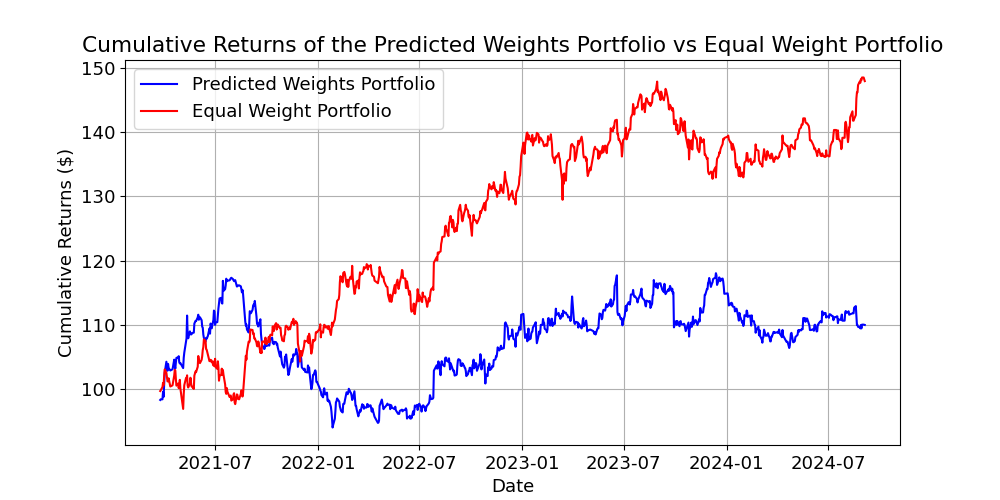 Cumulative Returns of the Predicted Weights Portfolio vs Equal Weight Portfolio
Predicted Weights Portfolio
Equal Weight Portfolio
Cumulative Returns ($)
150
140
130
120
110
100
2021-07 2022-01 2022-07 2023-01 2023-07 2024-01 2024-07
Date